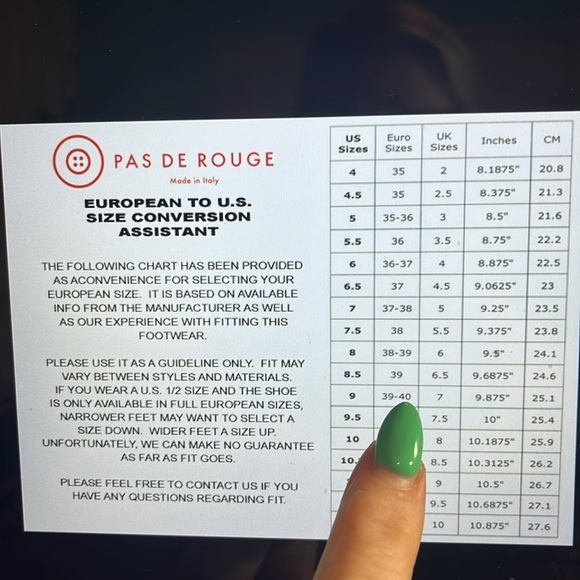 PAS DE ROUGE
Made in Italy
EUROPEAN TO U.S.
SIZE CONVERSION
ASSISTANT
THE FOLLOWING CHART HAS BEEN PROVIDED
AS ACONVENIENCE FOR SELECTING YOUR
EUROPEAN SIZE. IT IS BASED ON AVAILABLE
INFO FROM THE MANUFACTURER AS WELL
AS OUR EXPERIENCE WITH FITTING THIS
FOOTWEAR.
PLEASE USE IT AS A GUIDELINE ONLY. FIT MAY
VARY BETWEEN STYLES AND MATERIALS.
IF YOU WEAR A U.S. 1/2 SIZE AND THE SHOE
IS ONLY AVAILABLE IN FULL EUROPEAN SIZES,
NARROWER FEET MAY WANT TO SELECT A
SIZE DOWN. WIDER FEET A SIZE UP.
UNFORTUNATELY, WE CAN MAKE NO GUARANTEE
AS FAR AS FIT GOES.
PLEASE FEEL FREE TO CONTACT US IF YOU
HAVE ANY QUESTIONS REGARDING FIT.
US Sizes Euro Sizes UK Sizes Inches CM
4 35 2 8.1875" 20.8
4.5 35 2.5 8.375" 21.3
5 35-36 3 8.5" 21.6
5.5 36 3.5 8.75" 22.2
6 36-37 4 8.875" 22.5
6.5 37 4.5 9.0625" 23
7 37-38 5 9.25" 23.5
7.5 38 5.5 9.375" 23.8
8 38-39 6 9.5" 24.1
8.5 39 6.5 9.6875" 24.6
9 39-40 7 9.875" 25.1
9.5 7.5 10" 25.4
10 8 10.1875" 25.9
10. 8.5 10.3125" 26.2
9 10.5" 26.7
9.5 10.6875" 27.1
10 10.875" 27.6